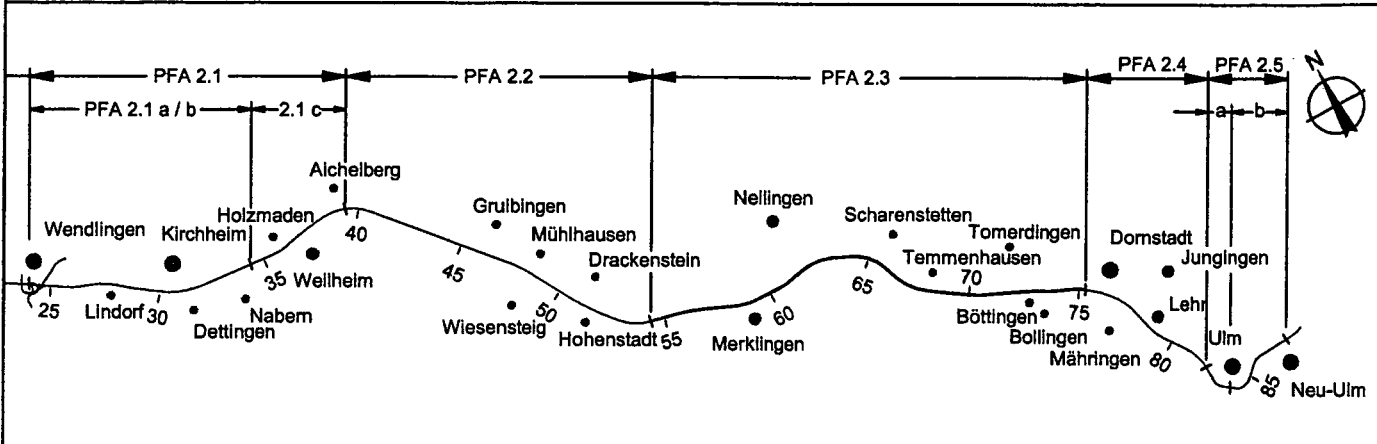 PFA 2.1
PFA 2.2
PFA 2.3
PFA 2.4
PFA 2.5
N
PFA 2.1 a / b
2.1 c
a
b
Aichelberg
Holzmaden
Wendlingen
Kirchheim
Weilheim
Lindorf
Dettingen
Nabern
25
30
35
40
Gruibingen
Mühlhausen
Drackenstein
Wiesensteig
Hohenstadt
45
50
55
Nellingen
Merklingen
Scharenstetten
Temmenhausen
Tomerdingen
60
65
70
75
Böttingen
Bollingen
Mähringen
Dornstadt
Jungingen
Lehr
80
Ulm
85
Neu-Ulm